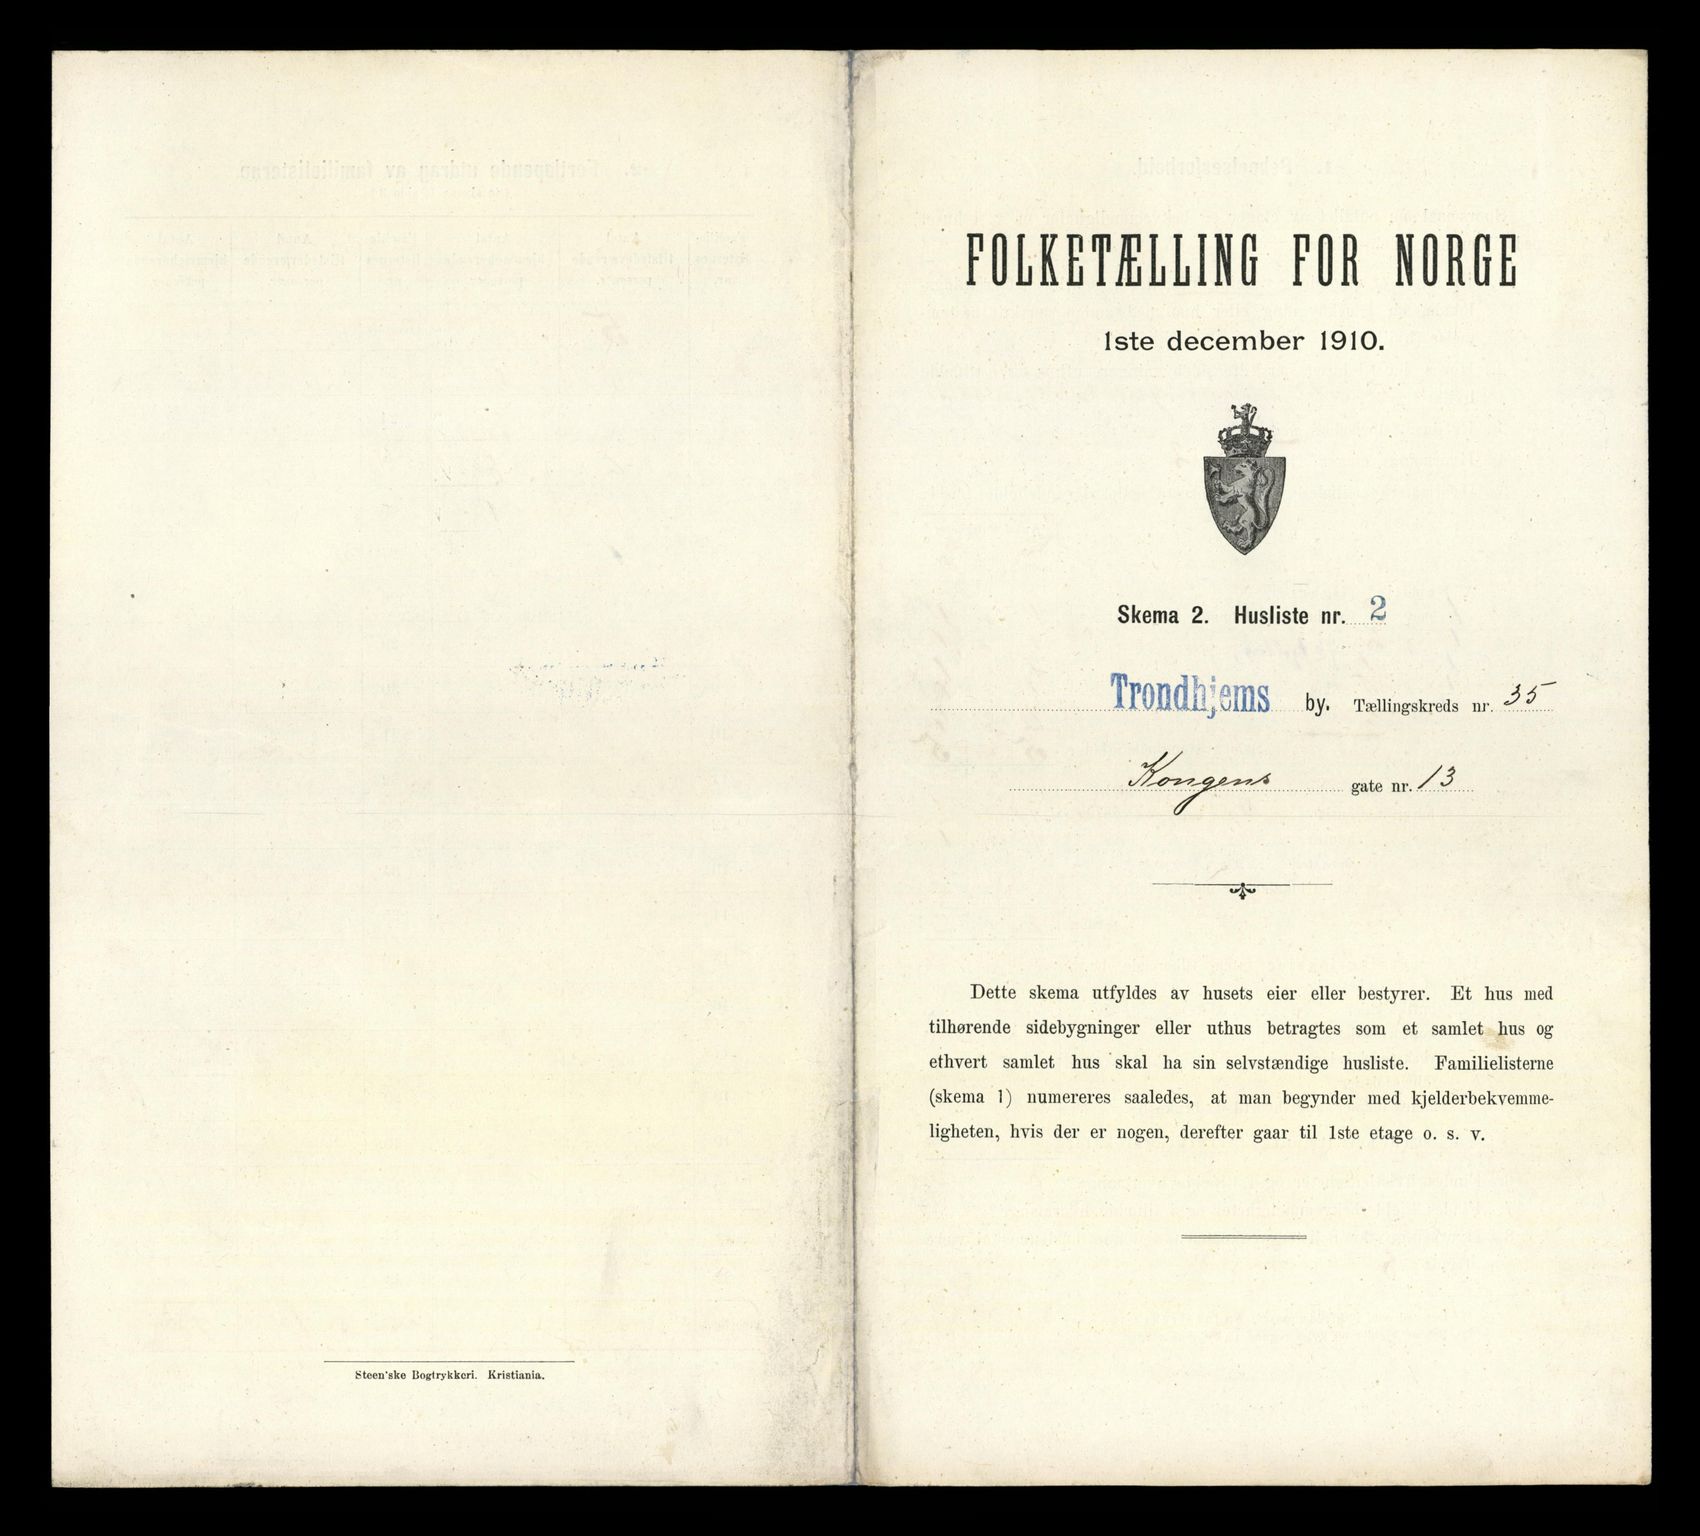 Steen'ske Bogtrykkeri. Kristiania.
FOLKETÆLLING FOR NORGE
1ste december 1910.
Skema 2. Husliste nr. 2
Trondhjems by. Tællingskreds nr. 35
Kongens gate nr. 13
Dette skema utfyldes av husets eier eller bestyrer. Et hus med
tilhørende sidebygninger eller uthus betragtes som et samlet hus og
ethvert samlet hus skal ha sin selvstændige husliste. Familielisterne
(skema 1) numereres saaledes, at man begynder med kjelderbekvemme-
ligheten, hvis der er nogen, derefter gaar til 1ste etage o. s. v.